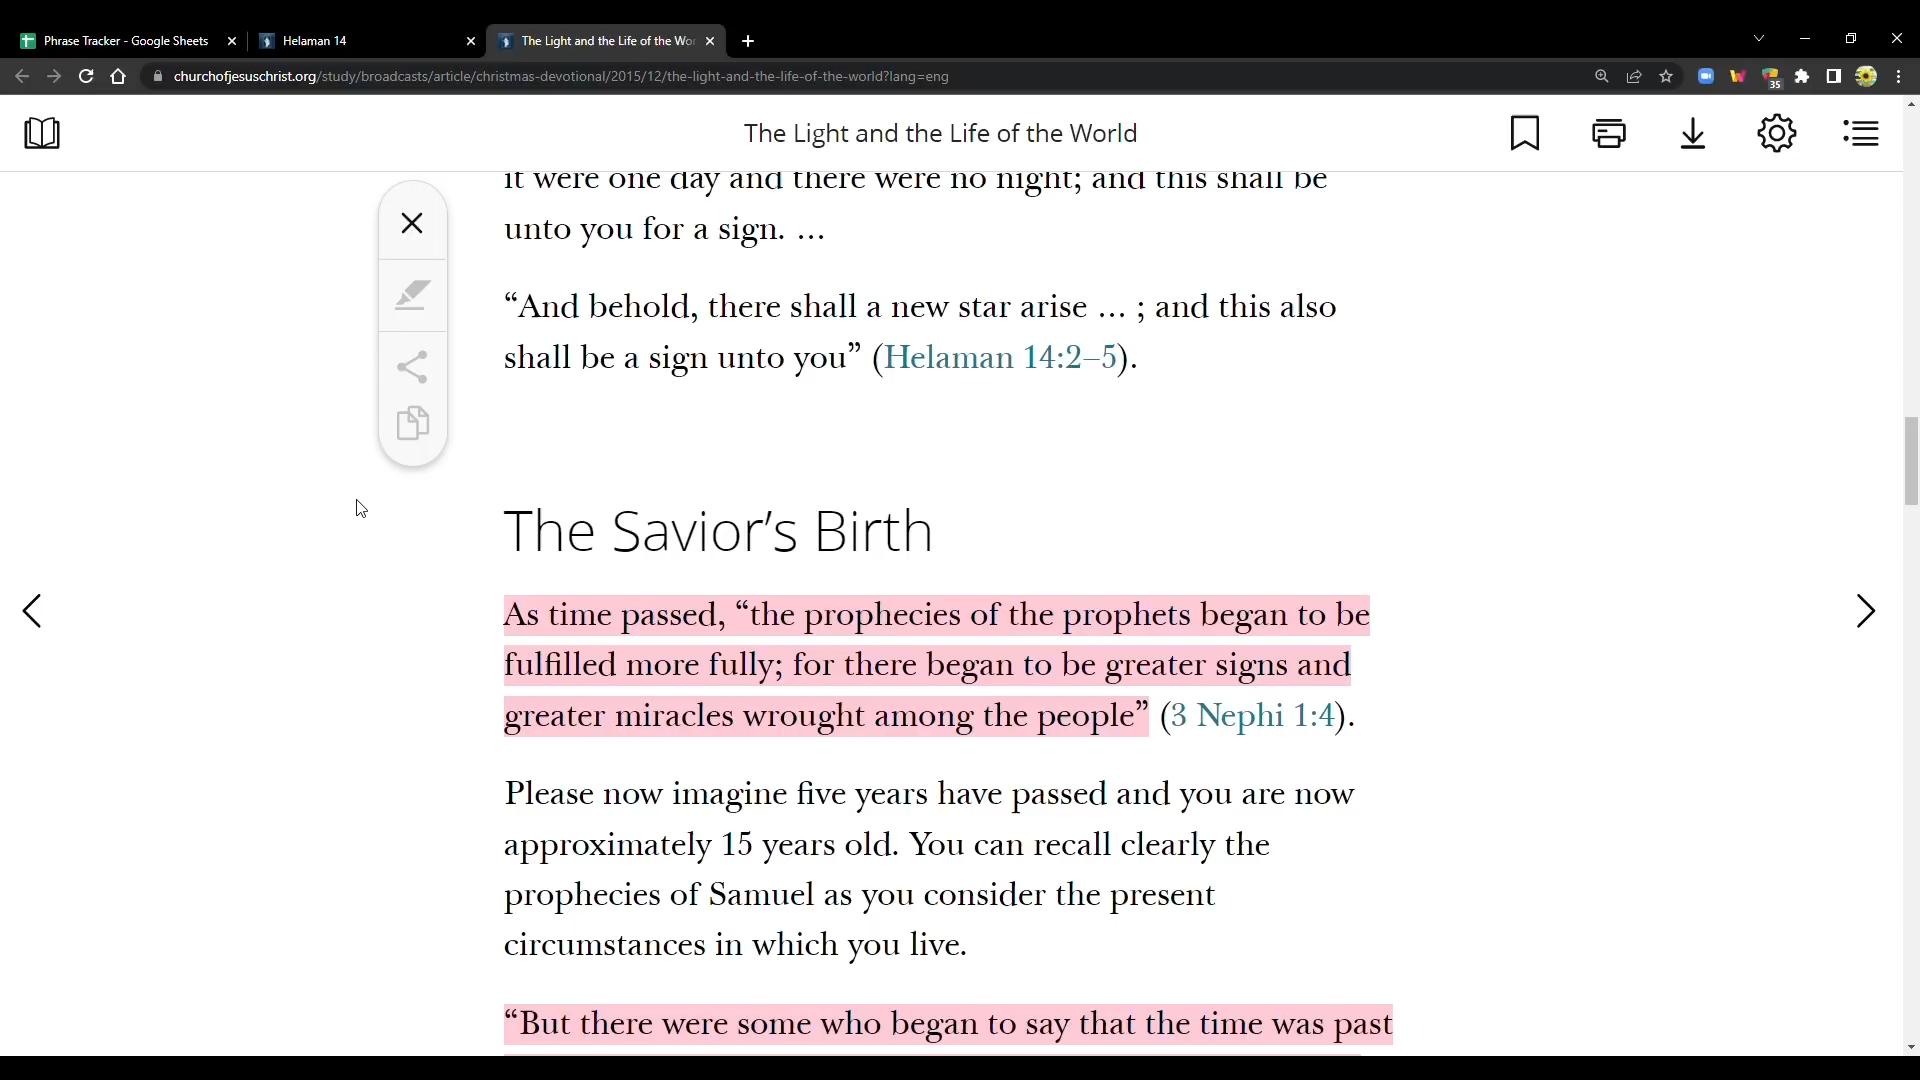 Phrase Tracker - Google Sheets
Helaman 14
The Light and the Life of the Wor
churchofjesuschrist.org/study/broadcasts/article/christmas-devotional/2015/12/the-light-and-the-life-of-the-world?lang=eng
35
The Light and the Life of the World
it were one day and there were no night; and this shall be
unto you for a sign. …
“And behold, there shall a new star arise … ; and this also
shall be a sign unto you” (Helaman 14:2–5).
The Savior’s Birth
As time passed, “the prophecies of the prophets began to be
fulfilled more fully; for there began to be greater signs and
greater miracles wrought among the people” (3 Nephi 1:4).
Please now imagine five years have passed and you are now
approximately 15 years old. You can recall clearly the
prophecies of Samuel as you consider the present
circumstances in which you live.
“But there were some who began to say that the time was past